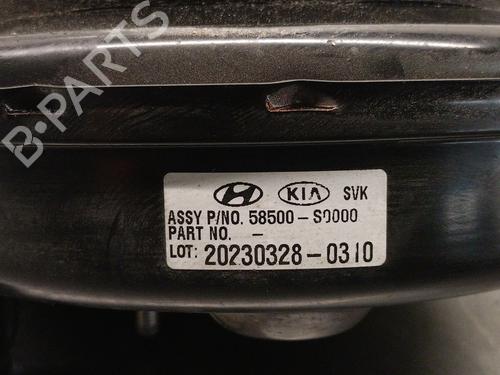 B-PARTS
KIA SVK
ASSY P/NO. 58500-S0000
PART NO. -
LOT: 20230328-0310